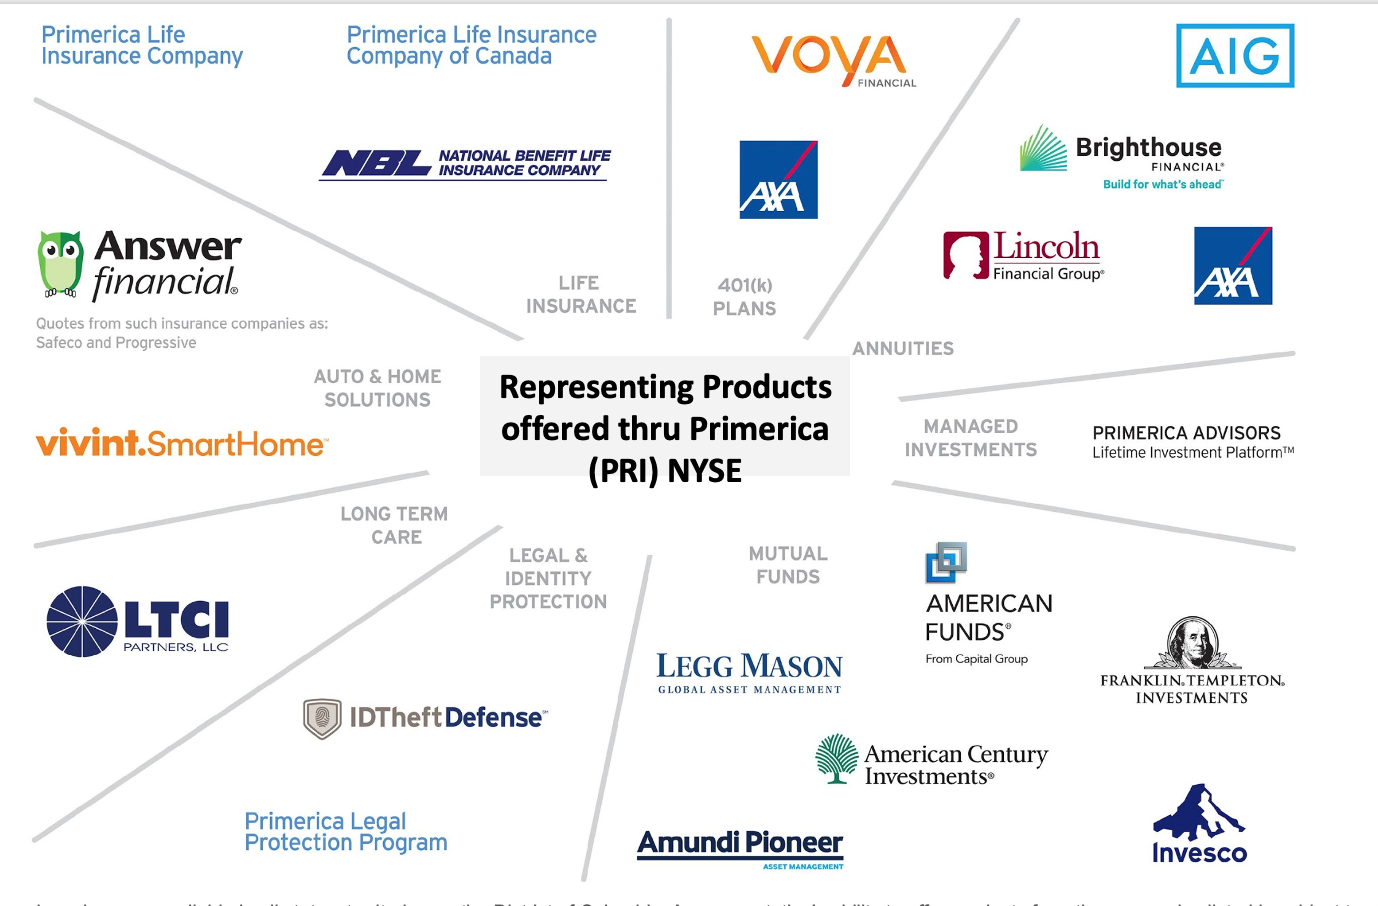 Primerica Life
Insurance Company
Primerica Life Insurance
Company of Canada
NBL NATIONAL BENEFIT LIFE
INSURANCE COMPANY
LIFE
INSURANCE
VOYA
FINANCIAL
AXA
401(k)
PLANS
AIG
Brighthouse
FINANCIAL®
Build for what's ahead℠
Lincoln
Financial Group®
AXA
ANNUITIES
Answer
financial®
Quotes from such insurance companies as:
Safeco and Progressive
AUTO & HOME
SOLUTIONS
vivint.SmartHome™
Representing Products
offered thru Primerica
(PRI) NYSE
MANAGED
INVESTMENTS
PRIMERICA ADVISORS
Lifetime Investment Platform™
LONG TERM
CARE
LTCI
PARTNERS, LLC
LEGAL &
IDENTITY
PROTECTION
IDTheftDefense℠
Primerica Legal
Protection Program
MUTUAL
FUNDS
AMERICAN
FUNDS®
From Capital Group
LEGG MASON
GLOBAL ASSET MANAGEMENT
FRANKLIN®TEMPLETON®
INVESTMENTS
American Century
Investments®
Amundi Pioneer
ASSET MANAGEMENT
Invesco